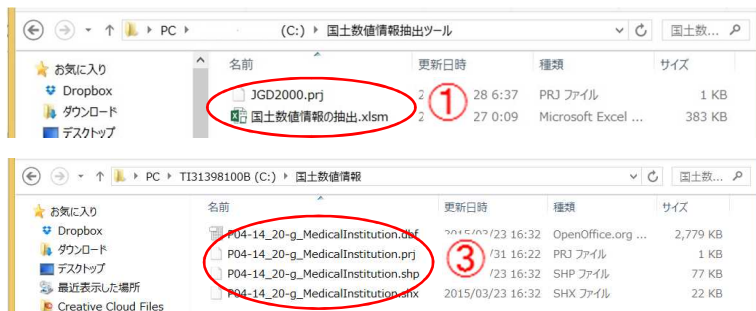 PC (C:) 国土数値情報抽出ツール 国土数...
お気に入り 名前 更新日時 種類 サイズ
Dropbox JGD2000.prj 2 28 6:37 PRJ ファイル 1 KB
ダウンロード 国土数値情報の抽出.xlsm 2 27 0:09 Microsoft Excel ... 383 KB
デスクトップ
①
PC TI31398100B (C:) 国土数値情報 国土数...
お気に入り 名前 更新日時 種類 サイズ
Dropbox P04-14_20-g_MedicalInstitution.dbf 2015/03/23 16:32 OpenOffice.org ... 2,779 KB
ダウンロード P04-14_20-g_MedicalInstitution.prj /31 16:22 PRJ ファイル 1 KB
デスクトップ P04-14_20-g_MedicalInstitution.shp /23 16:32 SHP ファイル 77 KB
最近表示した場所 P04-14_20-g_MedicalInstitution.shx 2015/03/23 16:32 SHX ファイル 22 KB
Creative Cloud Files
③